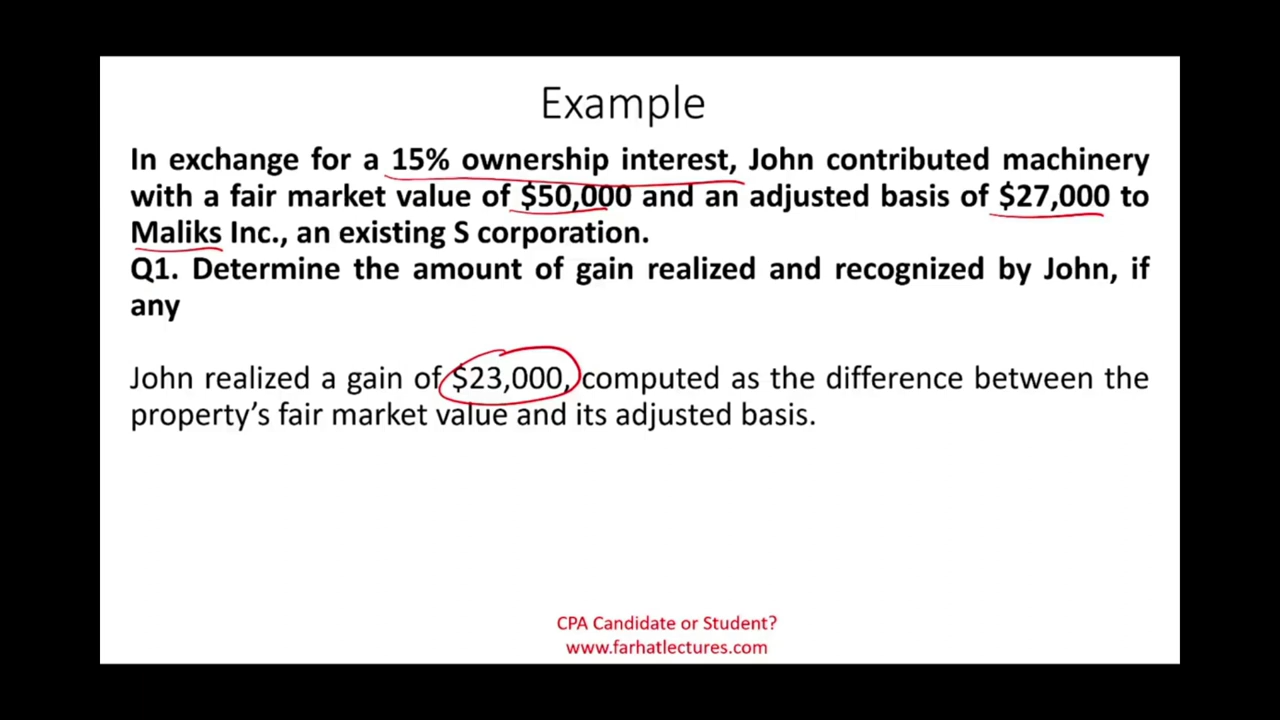 Example
In exchange for a 15% ownership interest, John contributed machinery
with a fair market value of $50,000 and an adjusted basis of $27,000 to
Maliks Inc., an existing S corporation.
Q1. Determine the amount of gain realized and recognized by John, if
any
John realized a gain of $23,000, computed as the difference between the
property’s fair market value and its adjusted basis.
CPA Candidate or Student?
www.farhatlectures.com